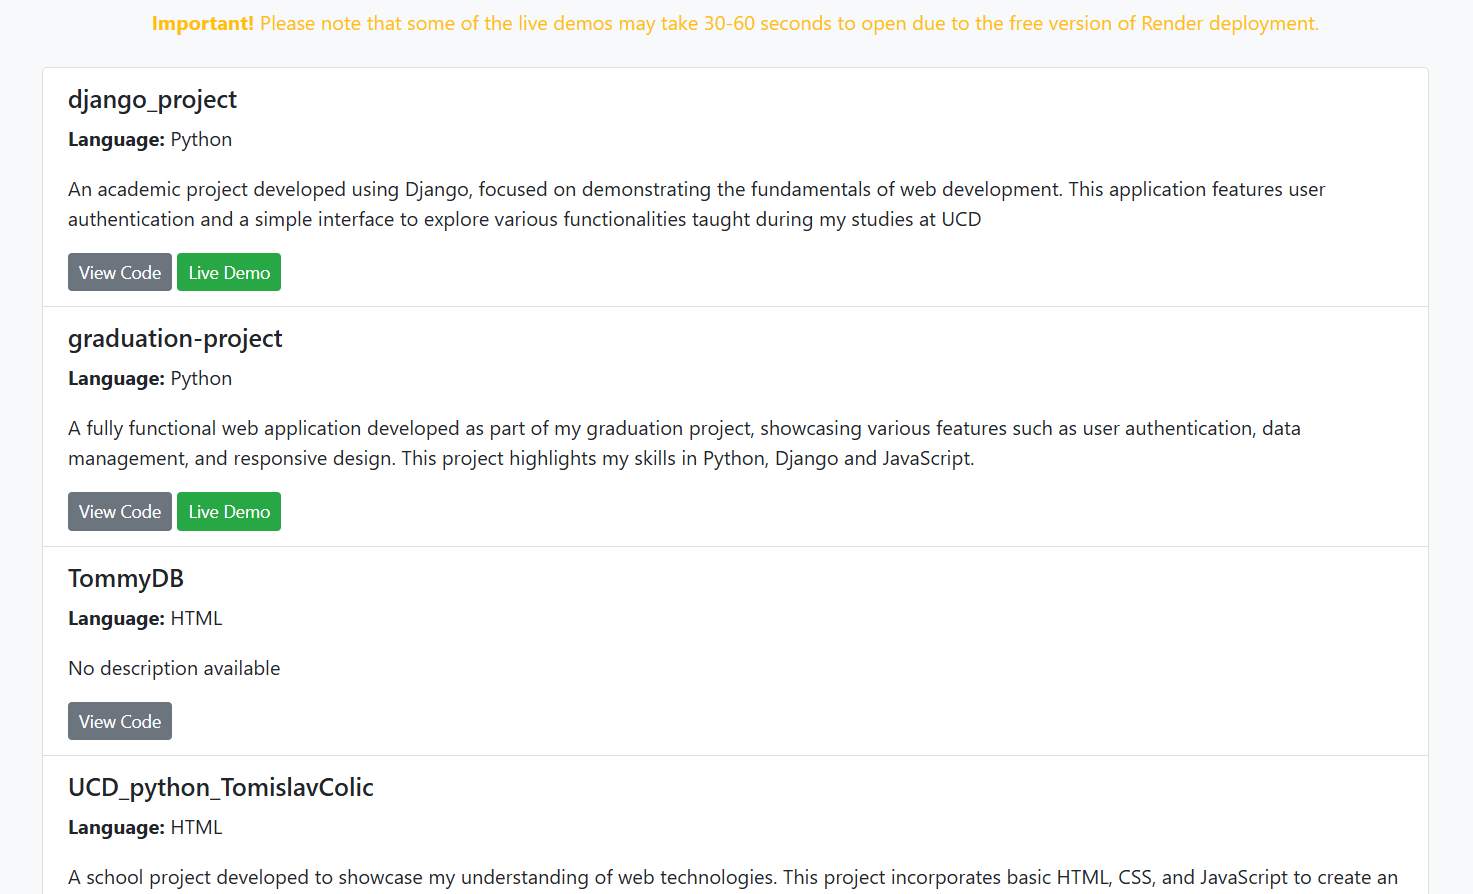 Important! Please note that some of the live demos may take 30-60 seconds to open due to the free version of Render deployment.
django_project
Language: Python
An academic project developed using Django, focused on demonstrating the fundamentals of web development. This application features user
authentication and a simple interface to explore various functionalities taught during my studies at UCD
View Code Live Demo
graduation-project
Language: Python
A fully functional web application developed as part of my graduation project, showcasing various features such as user authentication, data
management, and responsive design. This project highlights my skills in Python, Django and JavaScript.
View Code Live Demo
TommyDB
Language: HTML
No description available
View Code
UCD_python_TomislavColic
Language: HTML
A school project developed to showcase my understanding of web technologies. This project incorporates basic HTML, CSS, and JavaScript to create an